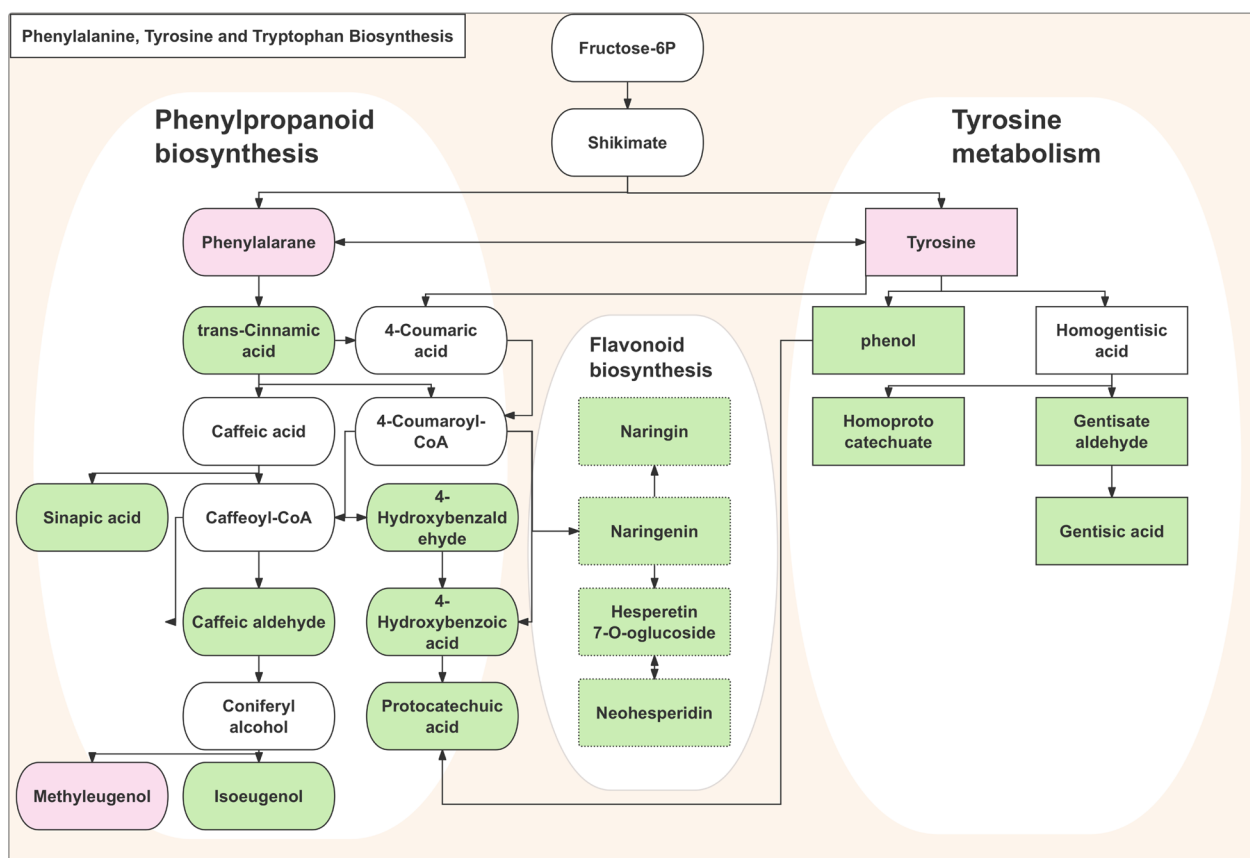 Phenylalanine, Tyrosine and Tryptophan Biosynthesis
Fructose-6P
Shikimate
Phenylpropanoid
biosynthesis
Tyrosine
metabolism
Phenylalarane
Tyrosine
trans-Cinnamic
acid
4-Coumaric
acid
phenol
Homogentisic
acid
Flavonoid
biosynthesis
Caffeic acid
4-Coumaroyl-
CoA
Naringin
Homoproto
catechuate
Gentisate
aldehyde
Sinapic acid
Caffeoyl-CoA
4-
Hydroxybenzald
ehyde
Naringenin
Gentisic acid
Caffeic aldehyde
4-
Hydroxybenzoic
acid
Hesperetin
7-O-oglucoside
Coniferyl
alcohol
Protocatechuic
acid
Neohesperidin
Methyleugenol
Isoeugenol